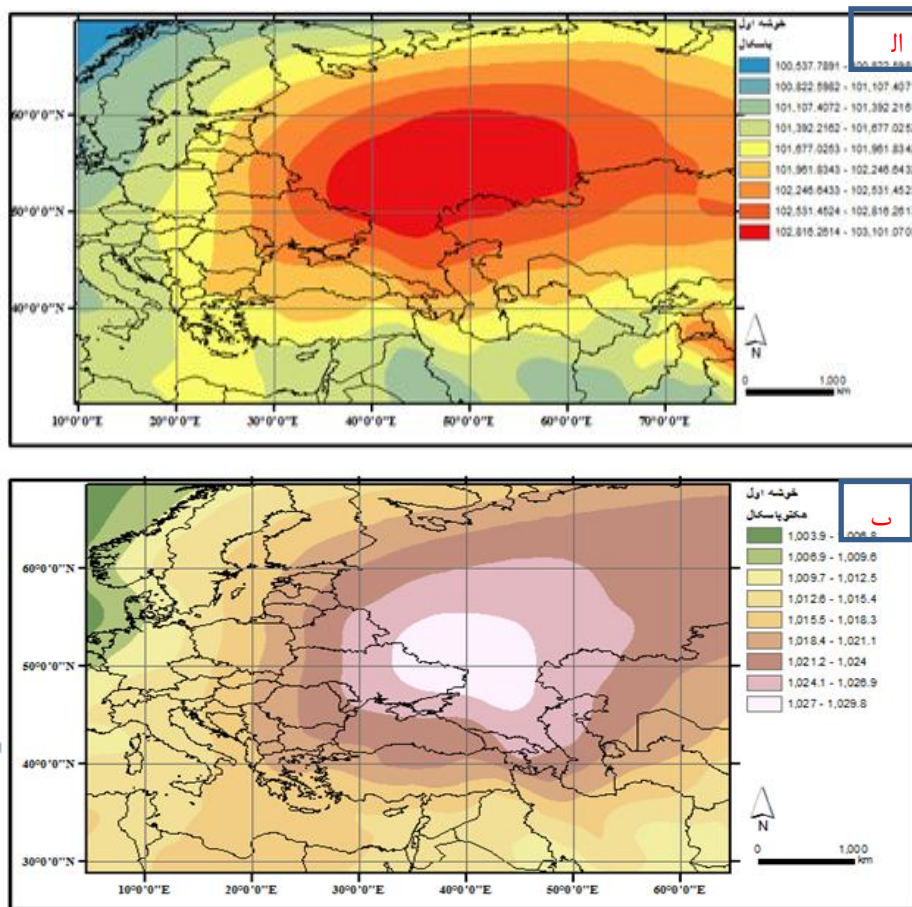 خوشه اول
الـ
پاسکال
100,537.7891 - 100,822.598
100,822.5982 - 101,107.407
101,107.4072 - 101,392.216
101,392.2162 - 101,677.025
101,677.0253 - 101,961.834
101,961.8343 - 102,246.643
102,246.6433 - 102,531.452
102,531.4524 - 102,816.261
102,816.2614 - 103,101.070
60°0'0"N
50°0'0"N
40°0'0"N
N
0 1,000
km
10°0'0"E 20°0'0"E 30°0'0"E 40°0'0"E 50°0'0"E 60°0'0"E 70°0'0"E
خوشه اول
ب
هکتوپاسکال
1,003.9 - 1,006.8
1,006.9 - 1,009.6
1,009.7 - 1,012.5
1,012.6 - 1,015.4
1,015.5 - 1,018.3
1,018.4 - 1,021.1
1,021.2 - 1,024
1,024.1 - 1,026.9
1,027 - 1,029.8
60°0'0"N
50°0'0"N
40°0'0"N
30°0'0"N
N
0 1,000
km
10°0'0"E 20°0'0"E 30°0'0"E 40°0'0"E 50°0'0"E 60°0'0"E